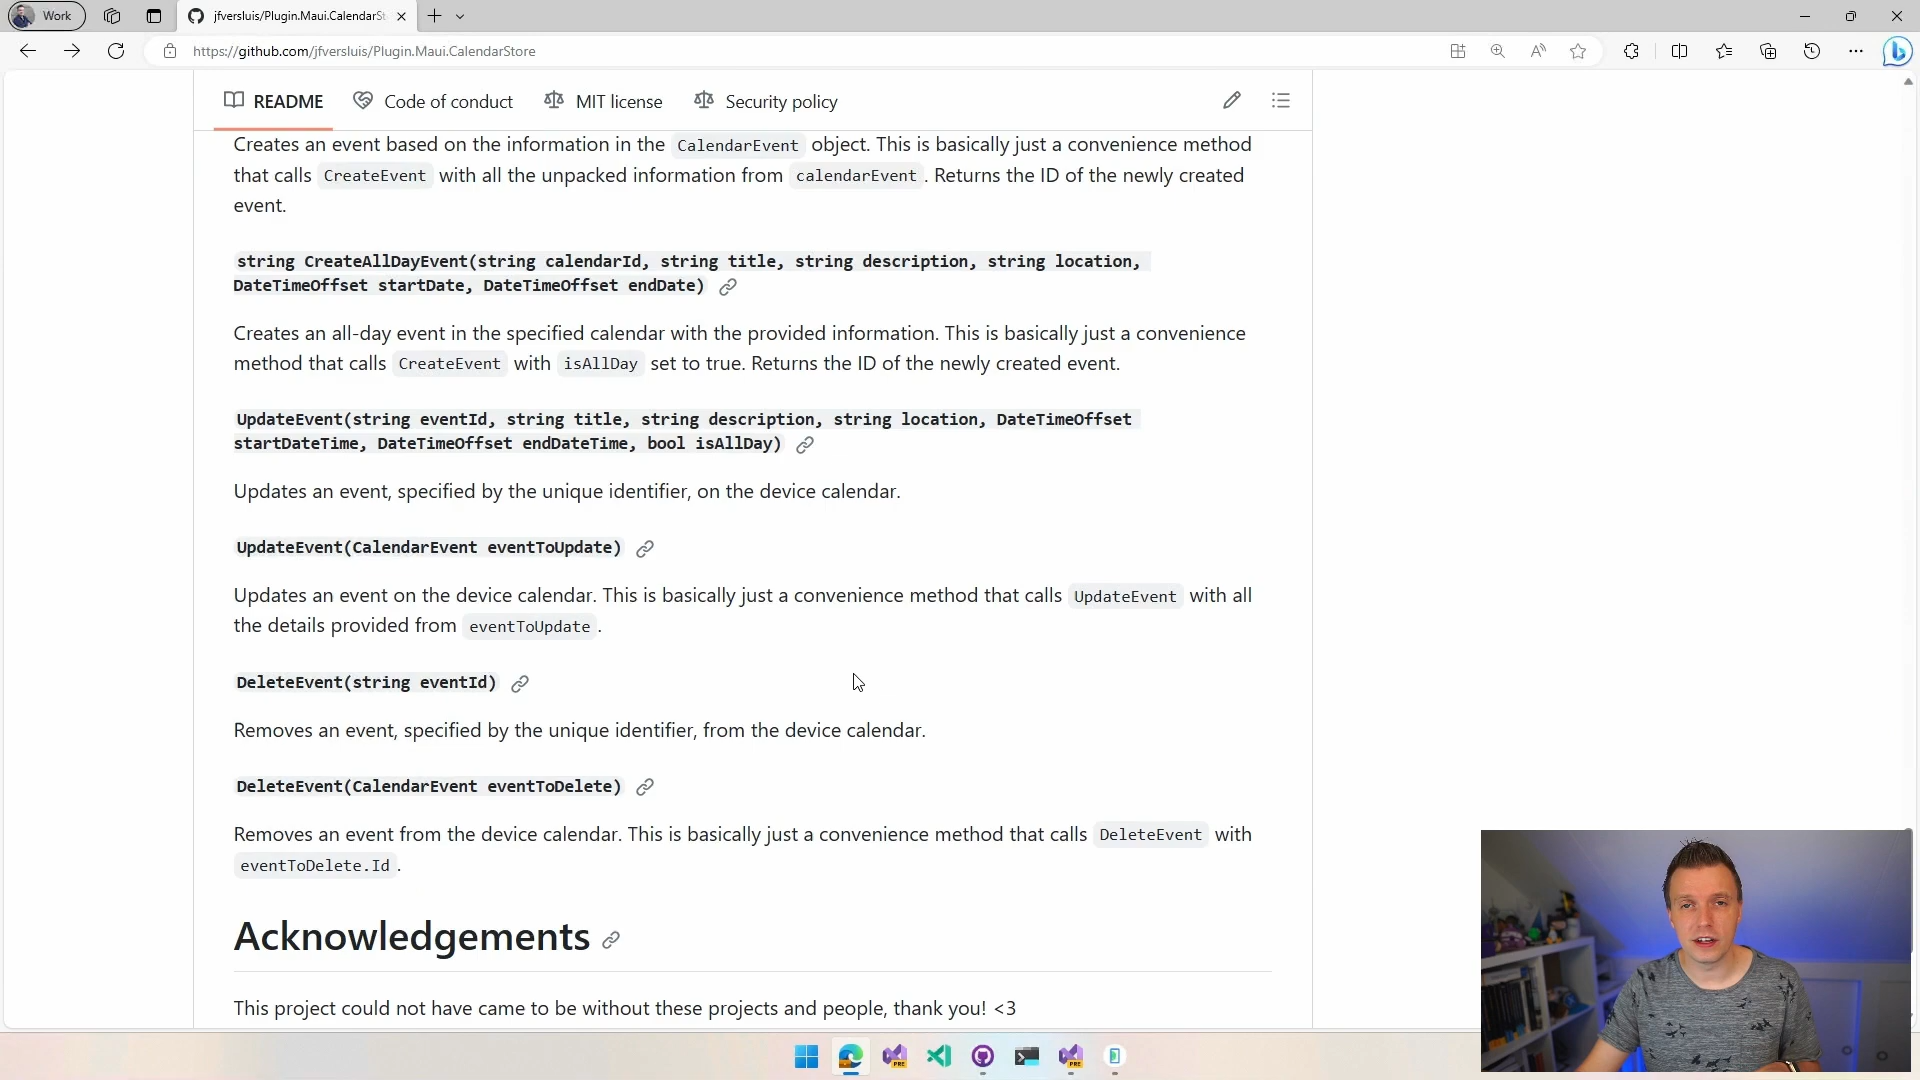 Work
jfversluis/Plugin.Maui.CalendarSt
https://github.com/jfversluis/Plugin.Maui.CalendarStore
README
Code of conduct
MIT license
Security policy
Creates an event based on the information in the CalendarEvent object. This is basically just a convenience method
that calls CreateEvent with all the unpacked information from calendarEvent . Returns the ID of the newly created
event.
string CreateAllDayEvent(string calendarId, string title, string description, string location,
DateTimeOffset startDate, DateTimeOffset endDate)
Creates an all-day event in the specified calendar with the provided information. This is basically just a convenience
method that calls CreateEvent with isAllDay set to true. Returns the ID of the newly created event.
UpdateEvent(string eventId, string title, string description, string location, DateTimeOffset
startDateTime, DateTimeOffset endDateTime, bool isAllDay)
Updates an event, specified by the unique identifier, on the device calendar.
UpdateEvent(CalendarEvent eventToUpdate)
Updates an event on the device calendar. This is basically just a convenience method that calls UpdateEvent with all
the details provided from eventToUpdate .
DeleteEvent(string eventId)
Removes an event, specified by the unique identifier, from the device calendar.
DeleteEvent(CalendarEvent eventToDelete)
Removes an event from the device calendar. This is basically just a convenience method that calls DeleteEvent with
eventToDelete.Id .
Acknowledgements
This project could not have came to be without these projects and people, thank you! <3
PRE
PRE